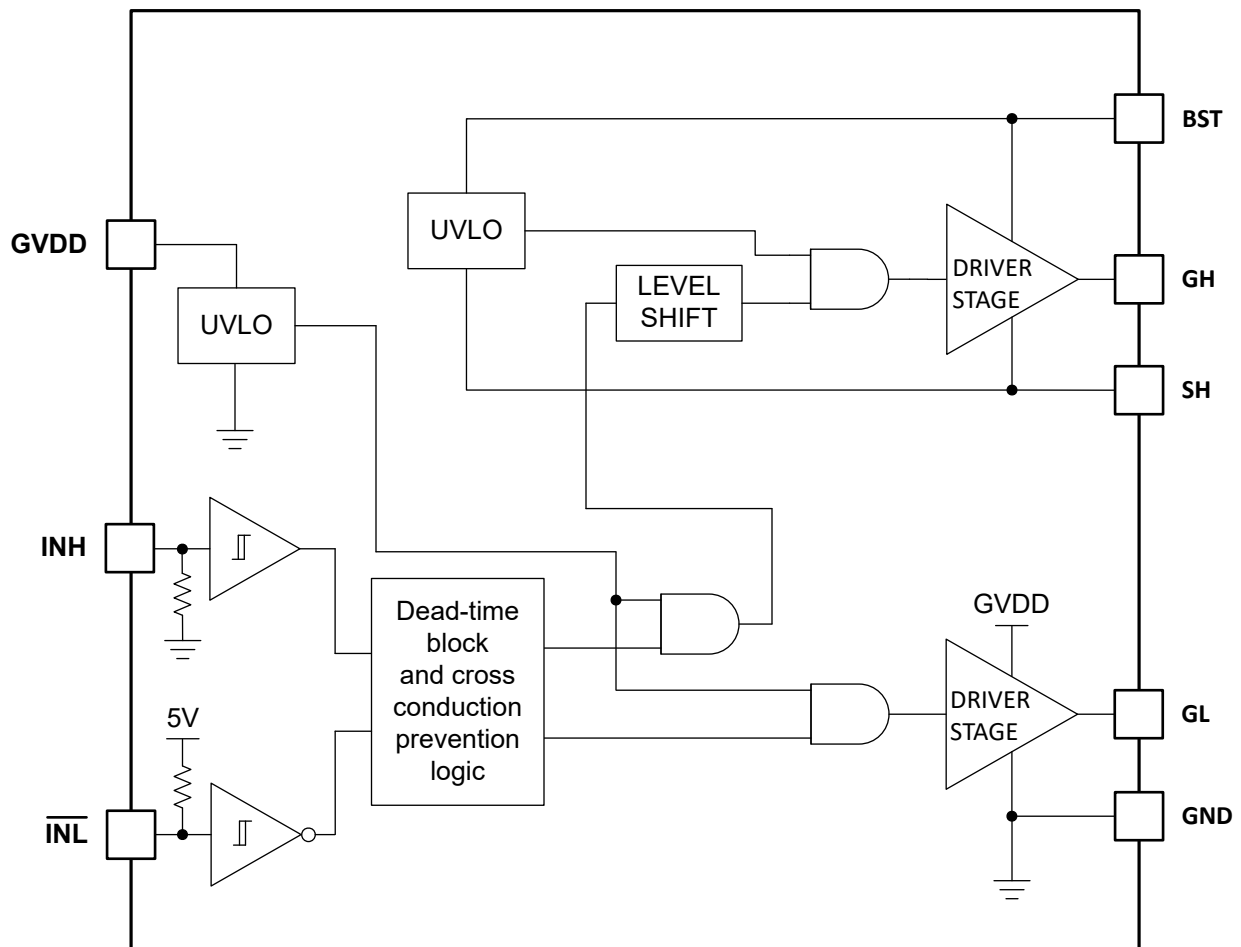 BST
GVDD
UVLO
UVLO
LEVEL
SHIFT
DRIVER
STAGE
GH
SH
INH
Dead-time
block
and cross
conduction
prevention
logic
GVDD
DRIVER
STAGE
GL
5V
INL
GND